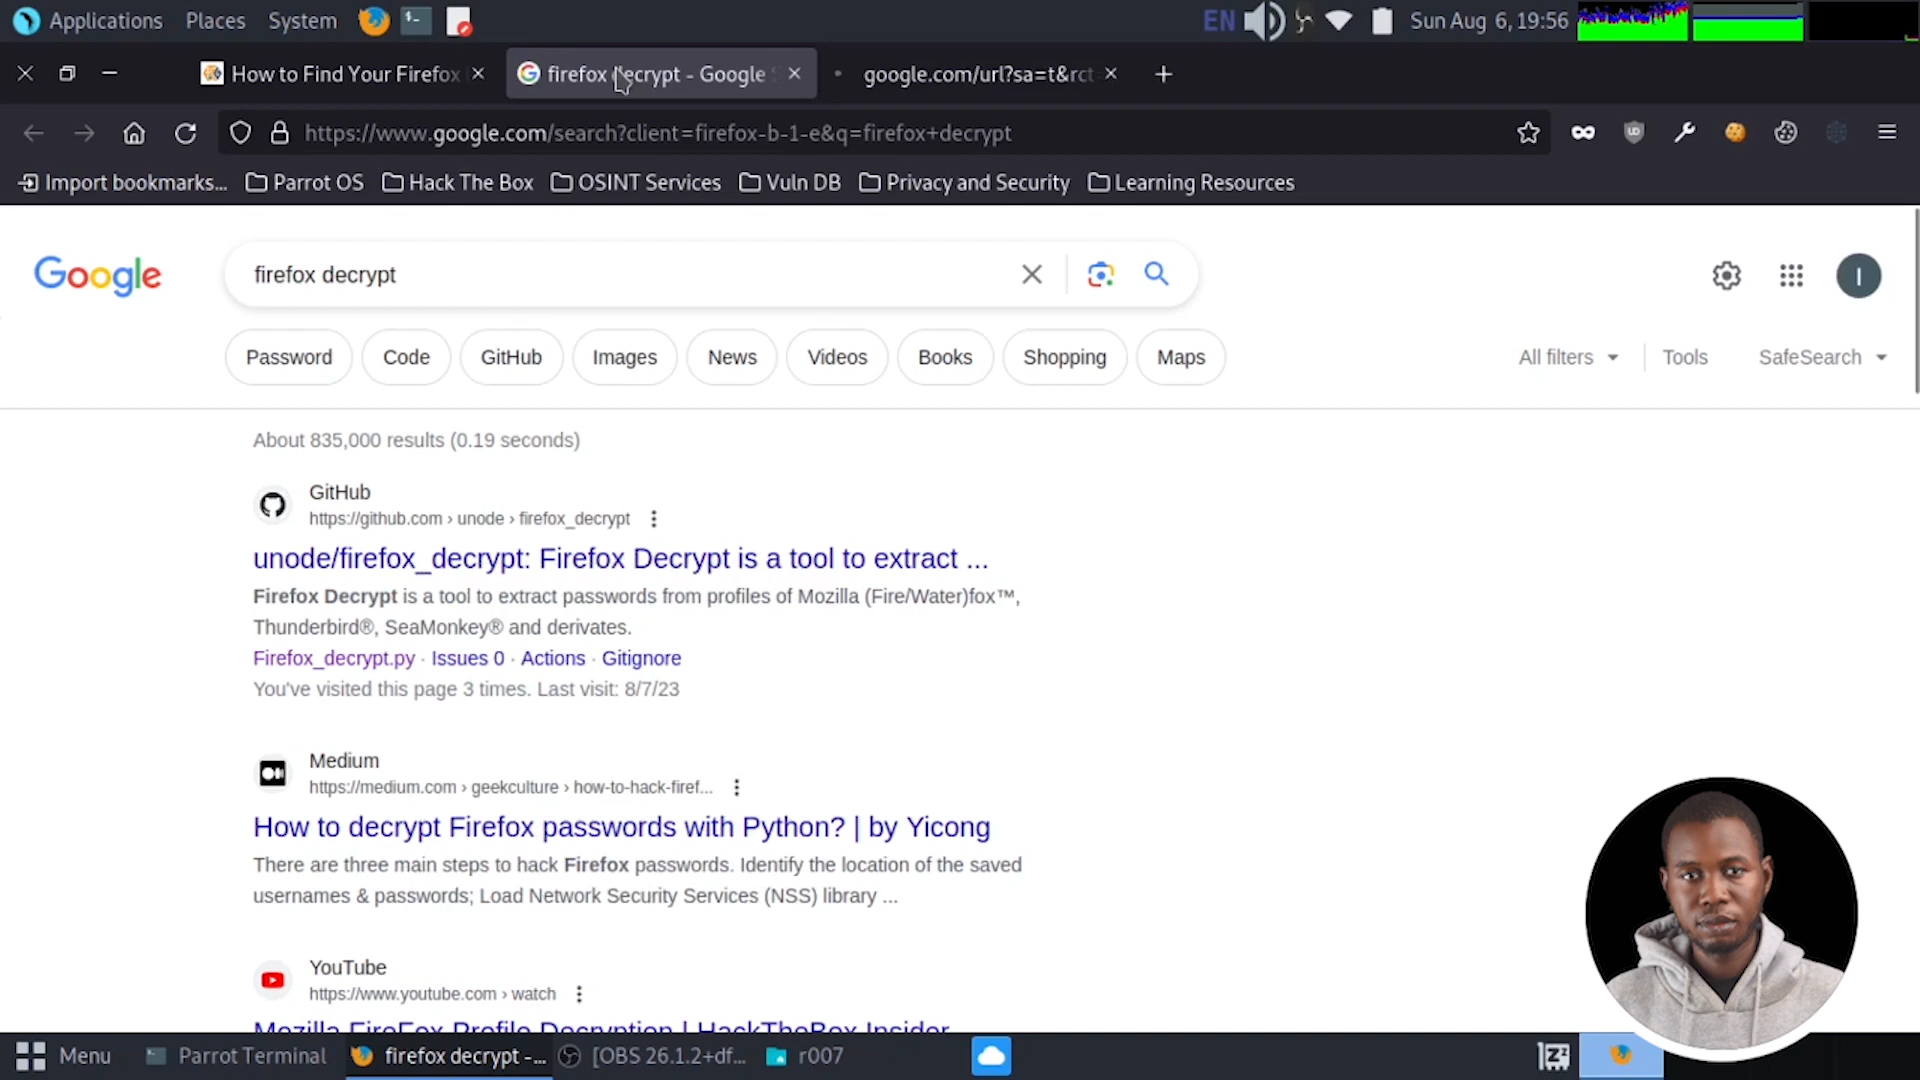 Applications Places System EN Sun Aug 6, 19:56
How to Find Your Firefox firefox decrypt - Google google.com/url?sa=t&rct
https://www.google.com/search?client=firefox-b-1-e&q=firefox+decrypt
Import bookmarks... Parrot OS Hack The Box OSINT Services Vuln DB Privacy and Security Learning Resources
Google firefox decrypt I
Password Code GitHub Images News Videos Books Shopping Maps All filters Tools SafeSearch
About 835,000 results (0.19 seconds)
GitHub
https://github.com › unode › firefox_decrypt
unode/firefox_decrypt: Firefox Decrypt is a tool to extract ...
Firefox Decrypt is a tool to extract passwords from profiles of Mozilla (Fire/Water)fox™,
Thunderbird®, SeaMonkey® and derivates.
Firefox_decrypt.py · Issues 0 · Actions · Gitignore
You've visited this page 3 times. Last visit: 8/7/23
Medium
https://medium.com › geekculture › how-to-hack-firef...
How to decrypt Firefox passwords with Python? | by Yicong
There are three main steps to hack Firefox passwords. Identify the location of the saved
usernames & passwords; Load Network Security Services (NSS) library ...
YouTube
https://www.youtube.com › watch
Mozilla FireFox Profile Decryption | HackTheBox Insider
Menu Parrot Terminal firefox decrypt -... [OBS 26.1.2+df... r007